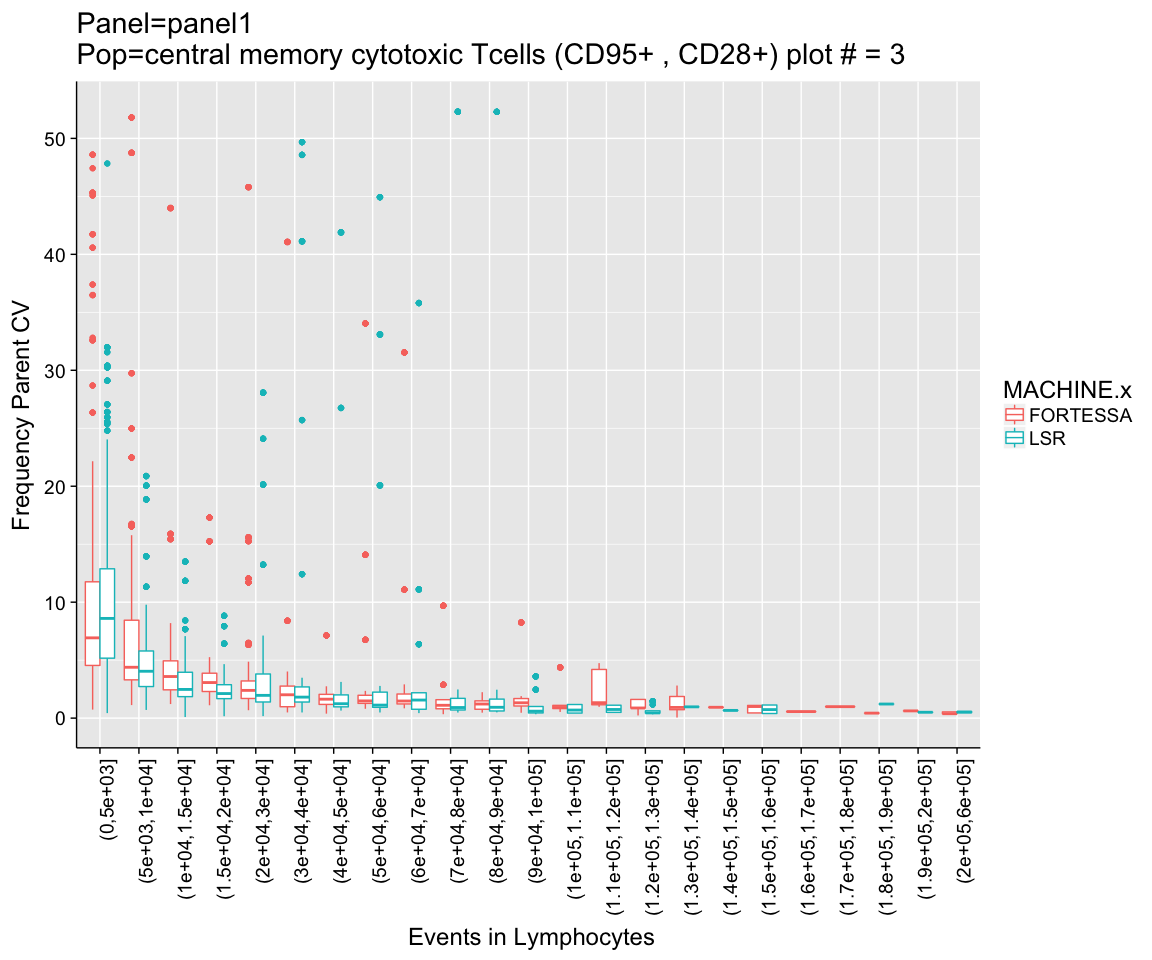 Panel=panel1
Pop=central memory cytotoxic Tcells (CD95+ , CD28+) plot # = 3
Frequency Parent CV
50
40
30
20
10
0
(0,5e+03]
(5e+03,1e+04]
(1e+04,1.5e+04]
(1.5e+04,2e+04]
(2e+04,3e+04]
(3e+04,4e+04]
(4e+04,5e+04]
(5e+04,6e+04]
(6e+04,7e+04]
(7e+04,8e+04]
(8e+04,9e+04]
(9e+04,1e+05]
(1e+05,1.1e+05]
(1.1e+05,1.2e+05]
(1.2e+05,1.3e+05]
(1.3e+05,1.4e+05]
(1.4e+05,1.5e+05]
(1.5e+05,1.6e+05]
(1.6e+05,1.7e+05]
(1.7e+05,1.8e+05]
(1.8e+05,1.9e+05]
(1.9e+05,2e+05]
(2e+05,6e+05]
Events in Lymphocytes
MACHINE.x
FORTESSA
LSR